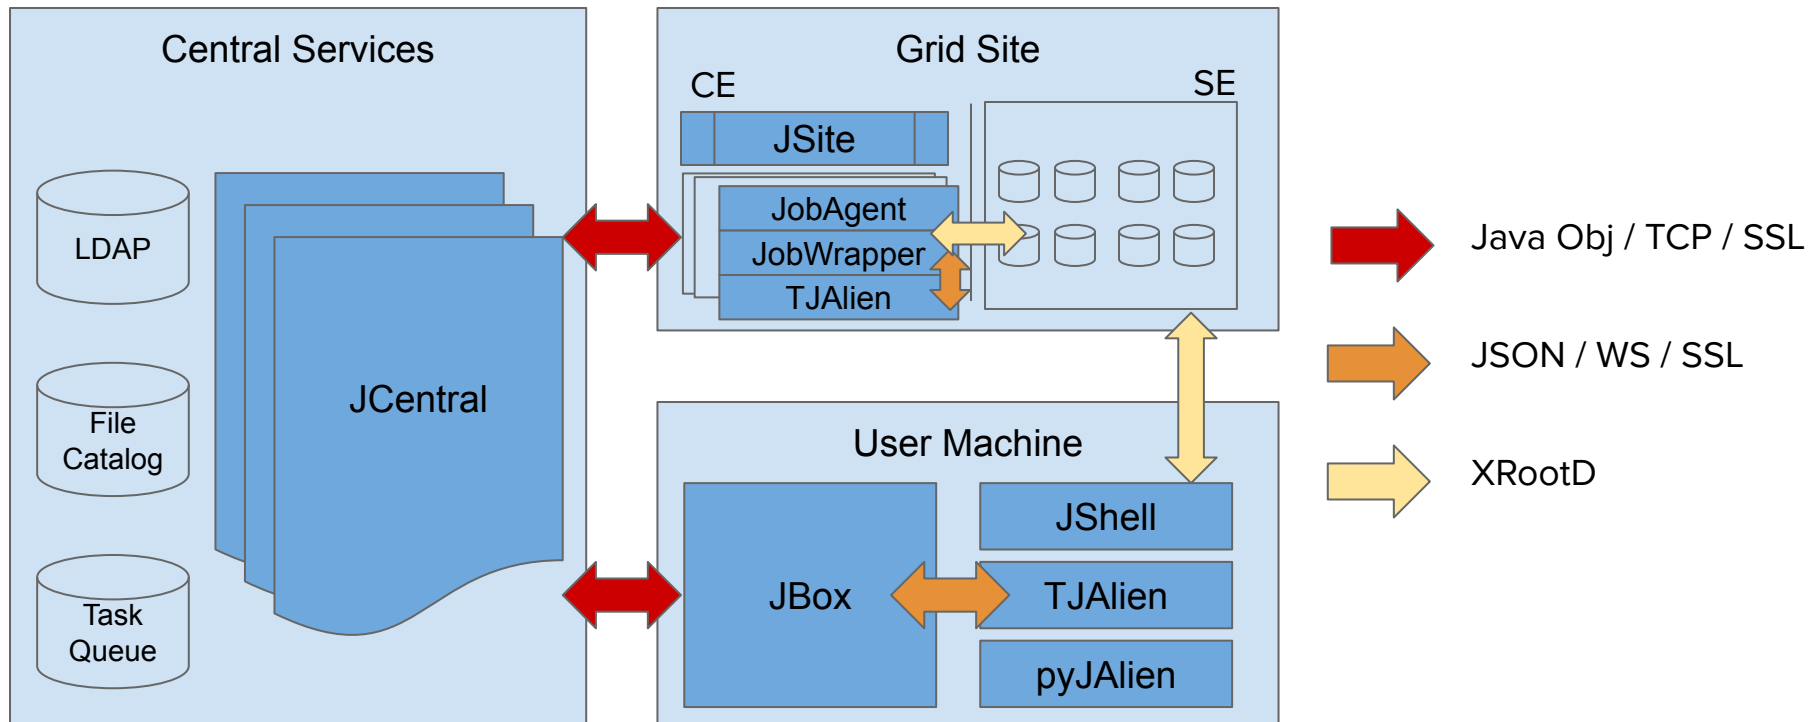 Central Services
LDAP
File
Catalog
Task
Queue
JCentral
Grid Site
CE
SE
JSite
JobAgent
JobWrapper
TJAlien
User Machine
JBox
JShell
TJAlien
pyJAlien
Java Obj / TCP / SSL
JSON / WS / SSL
XRootD